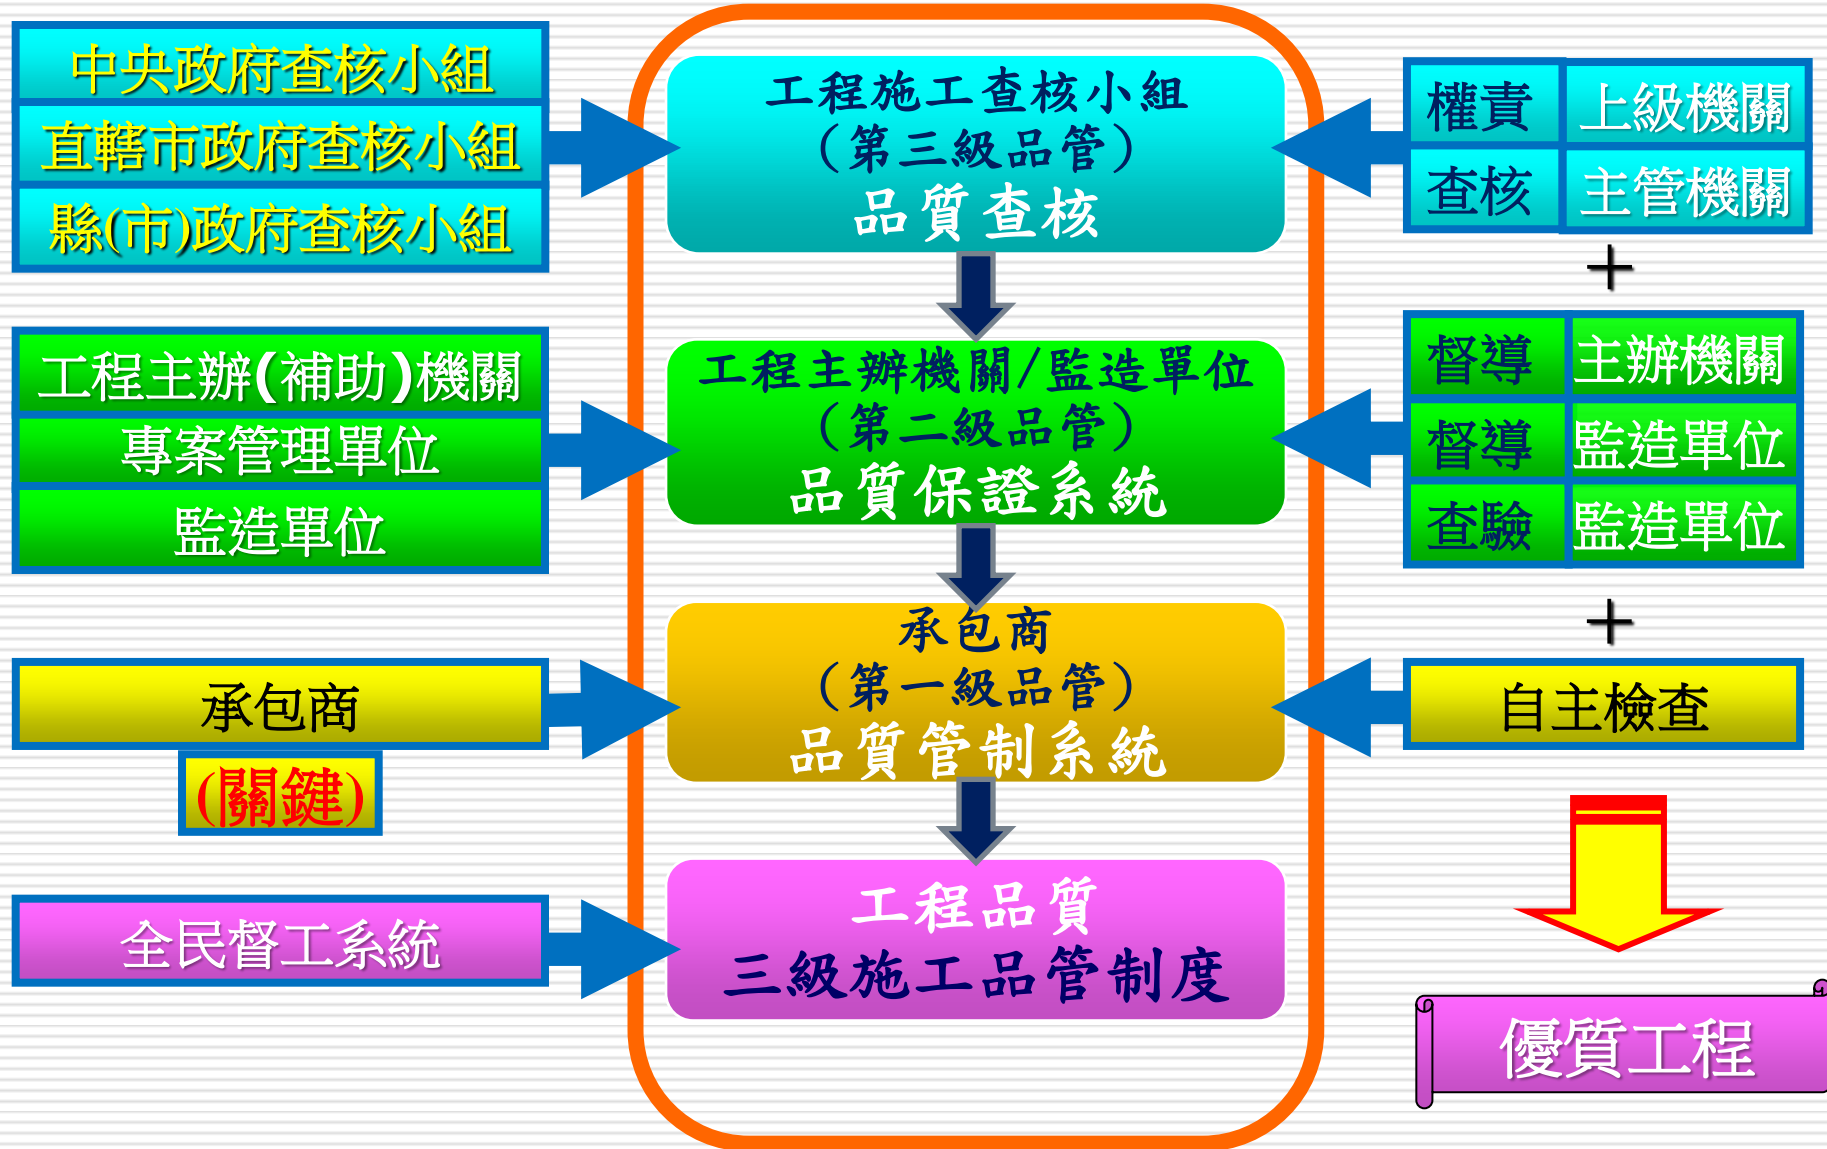 中央政府查核小組
直轄市政府查核小組
縣(市)政府查核小組
工程施工查核小組
(第三級品管)
品質查核
權責 上級機關
查核 主管機關
＋
工程主辦(補助)機關
專案管理單位
監造單位
工程主辦機關/監造單位
(第二級品管)
品質保證系統
督導 主辦機關
督導 監造單位
查驗 監造單位
＋
承包商
(關鍵)
承包商
(第一級品管)
品質管制系統
自主檢查
全民督工系統
工程品質
三級施工品管制度
優質工程